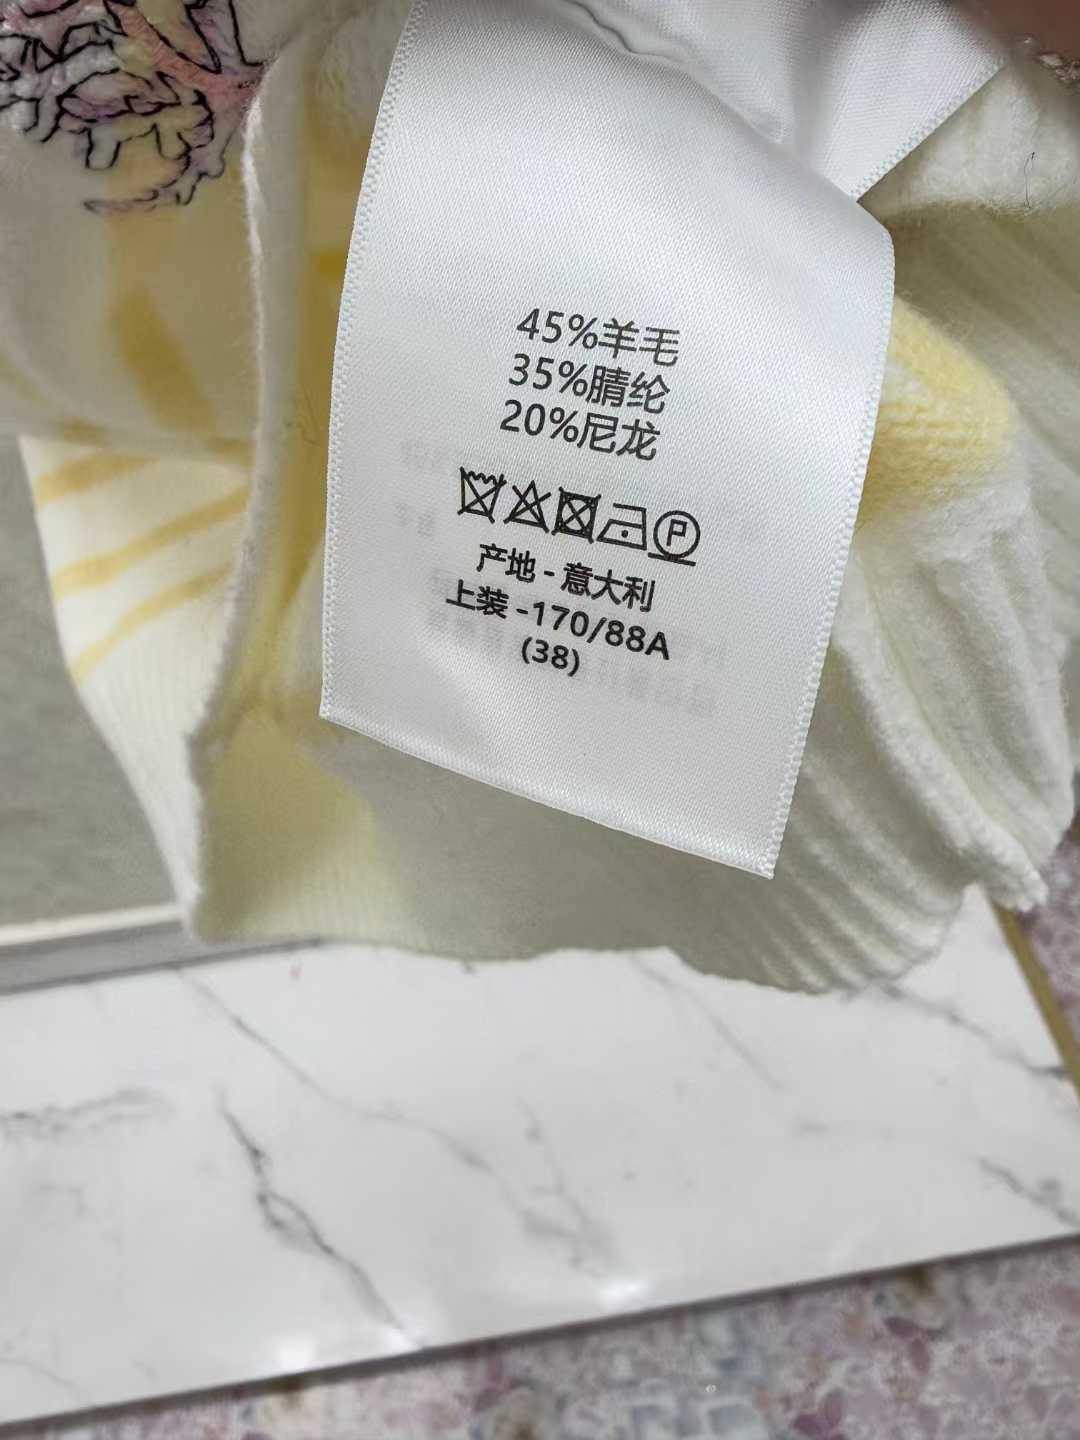 45%羊毛
35%腈纶
20%尼龙
P
产地 - 意大利
上装 -170/88A
(38)